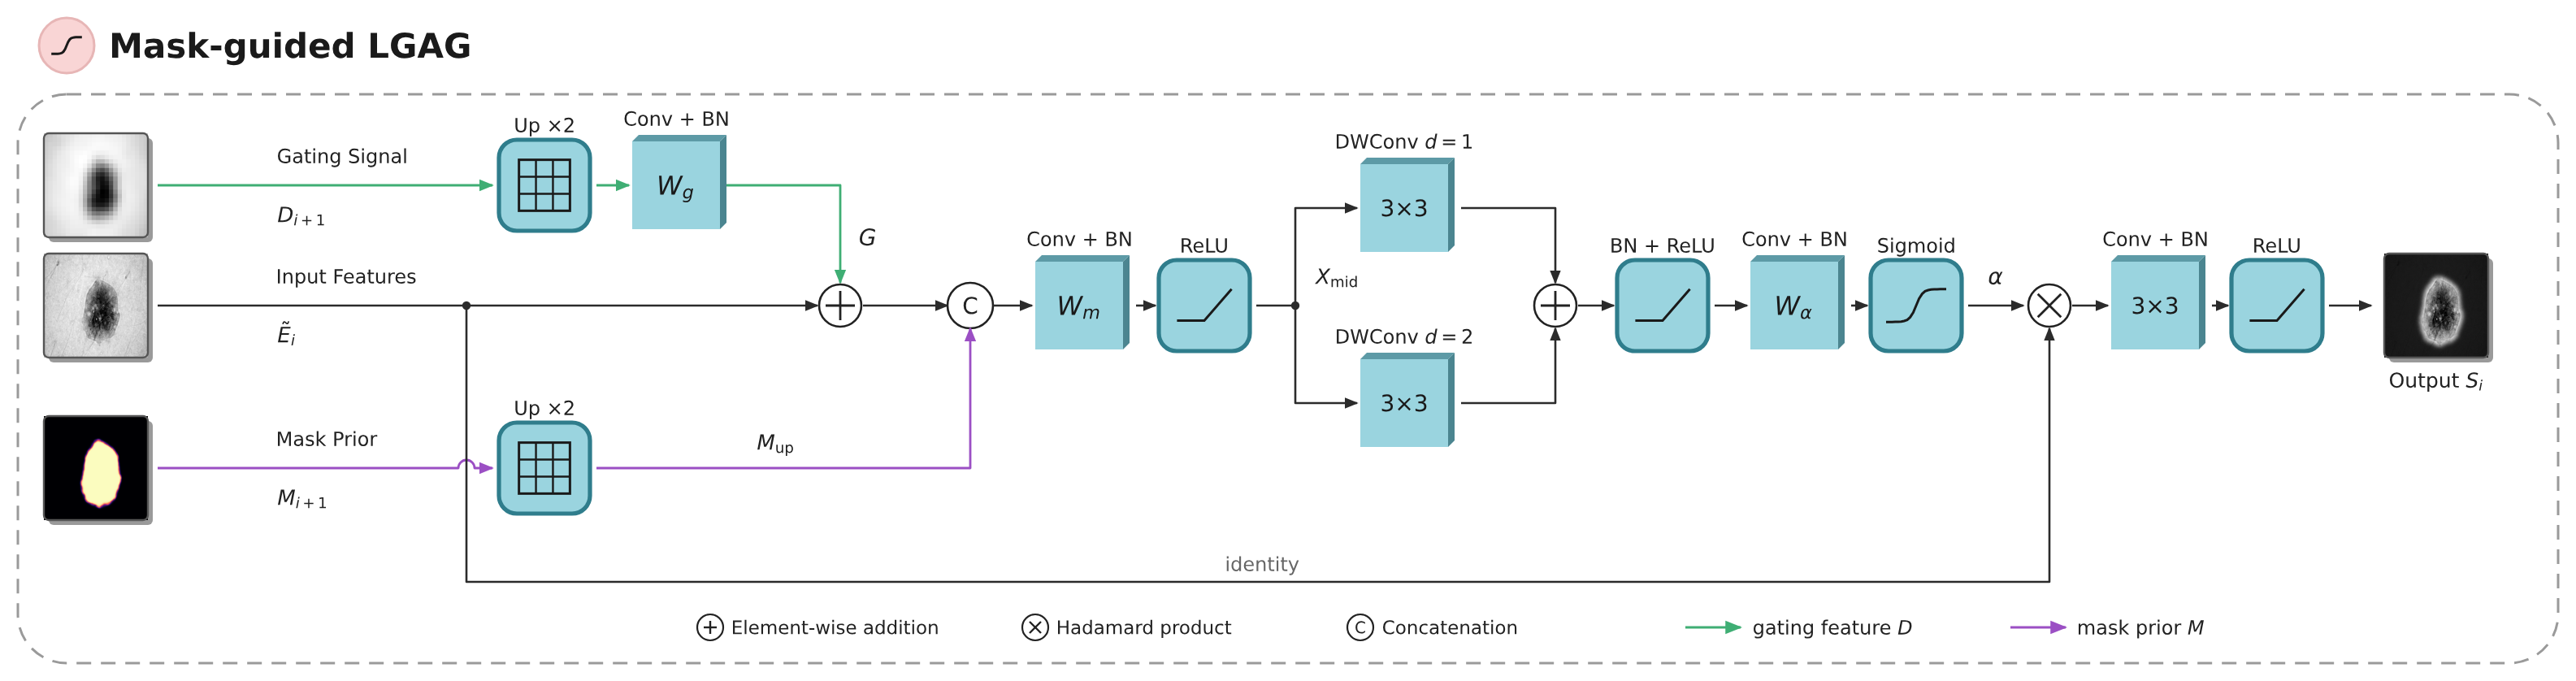 Mask-guided LGAG
Gating Signal
D_{i+1}
Up ×2
Conv + BN
W_g
G
Input Features
Ẽ_i
C
Conv + BN
W_m
ReLU
X_mid
DWConv d = 1
3×3
DWConv d = 2
3×3
BN + ReLU
Conv + BN
W_α
Sigmoid
α
Conv + BN
3×3
ReLU
Output S_i
Mask Prior
M_{i+1}
Up ×2
M_up
identity
Element-wise addition
Hadamard product
C Concatenation
gating feature D
mask prior M